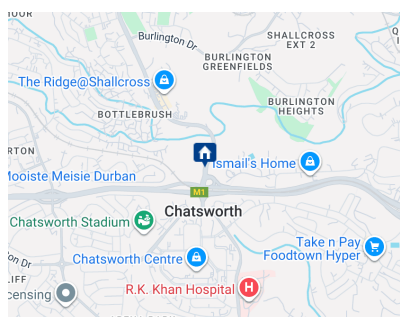 Burlington Dr
SHALLCROSS
EXT 2
BURLINGTON
GREENFIELDS
The Ridge@Shallcross
BURLINGTON
HEIGHTS
BOTTLEBRUSH
Ismail's Home
Mooiste Meisie Durban
M1
Chatsworth
Chatsworth Stadium
Take n Pay
Foodtown Hyper
Chatsworth Centre
R.K. Khan Hospital
H